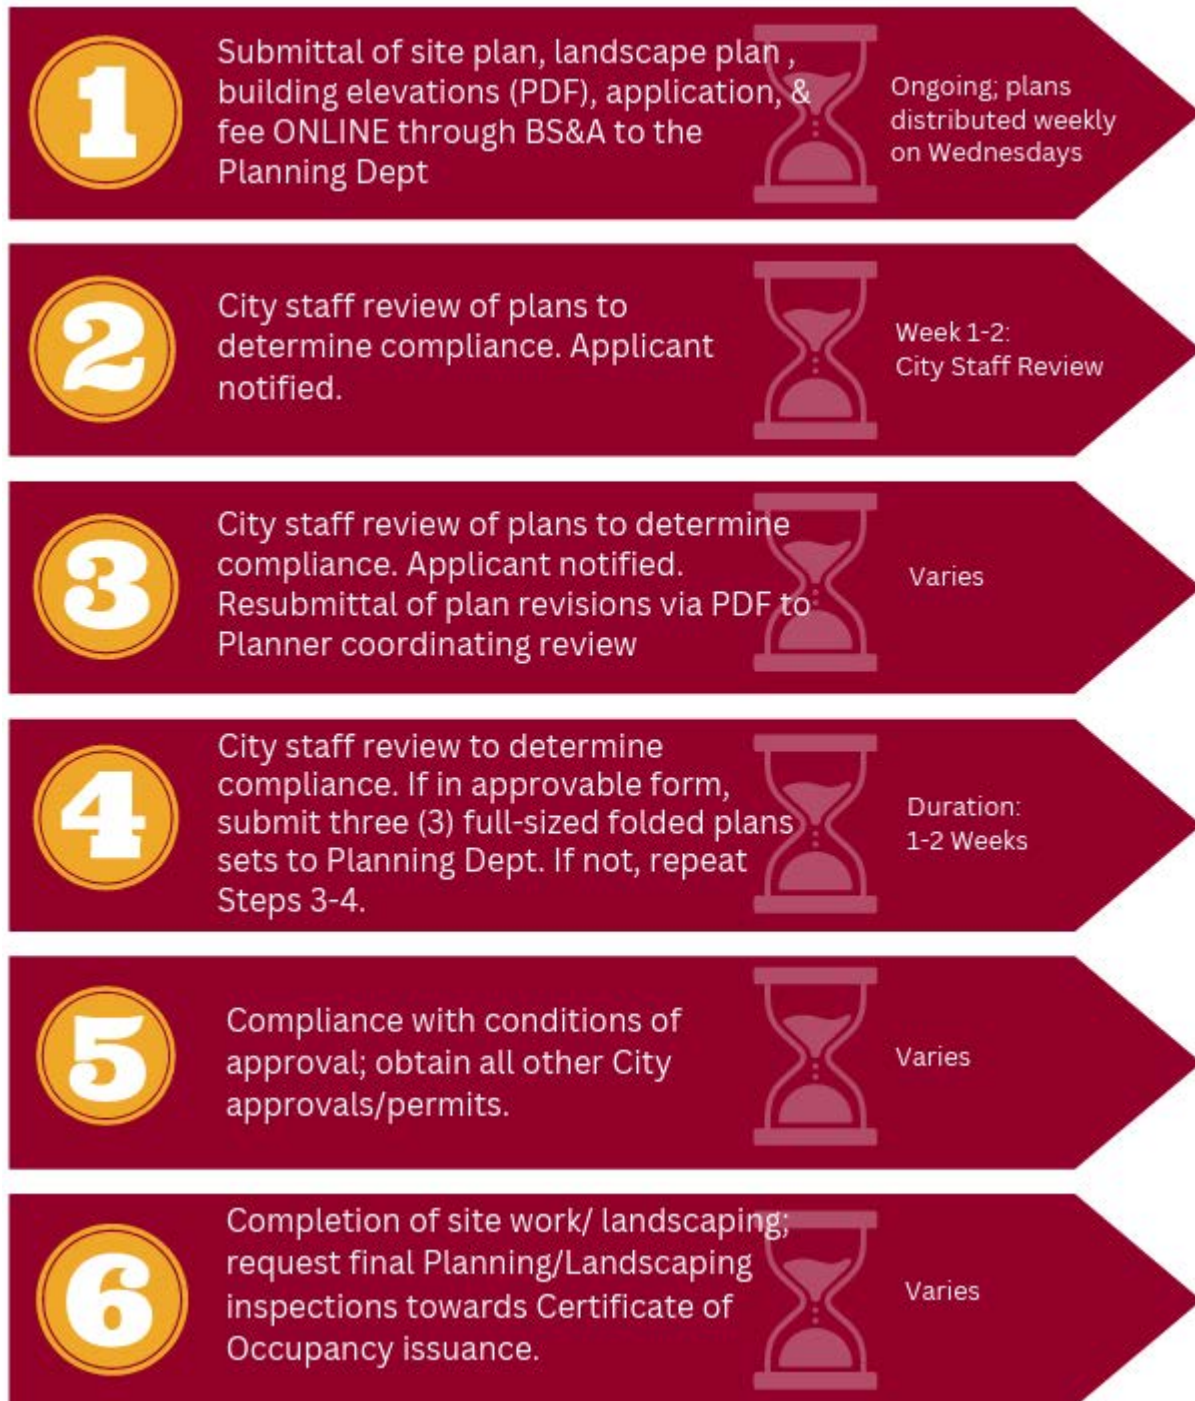 1
Submittal of site plan, landscape plan ,
building elevations (PDF), application, &
fee ONLINE through BS&A to the
Planning Dept
Ongoing; plans
distributed weekly
on Wednesdays
2
City staff review of plans to
determine compliance. Applicant
notified.
Week 1-2:
City Staff Review
3
City staff review of plans to determine
compliance. Applicant notified.
Resubmittal of plan revisions via PDF to
Planner coordinating review
Varies
4
City staff review to determine
compliance. If in approvable form,
submit three (3) full-sized folded plans
sets to Planning Dept. If not, repeat
Steps 3-4.
Duration:
1-2 Weeks
5
Compliance with conditions of
approval; obtain all other City
approvals/permits.
Varies
6
Completion of site work/ landscaping;
request final Planning/Landscaping
inspections towards Certificate of
Occupancy issuance.
Varies